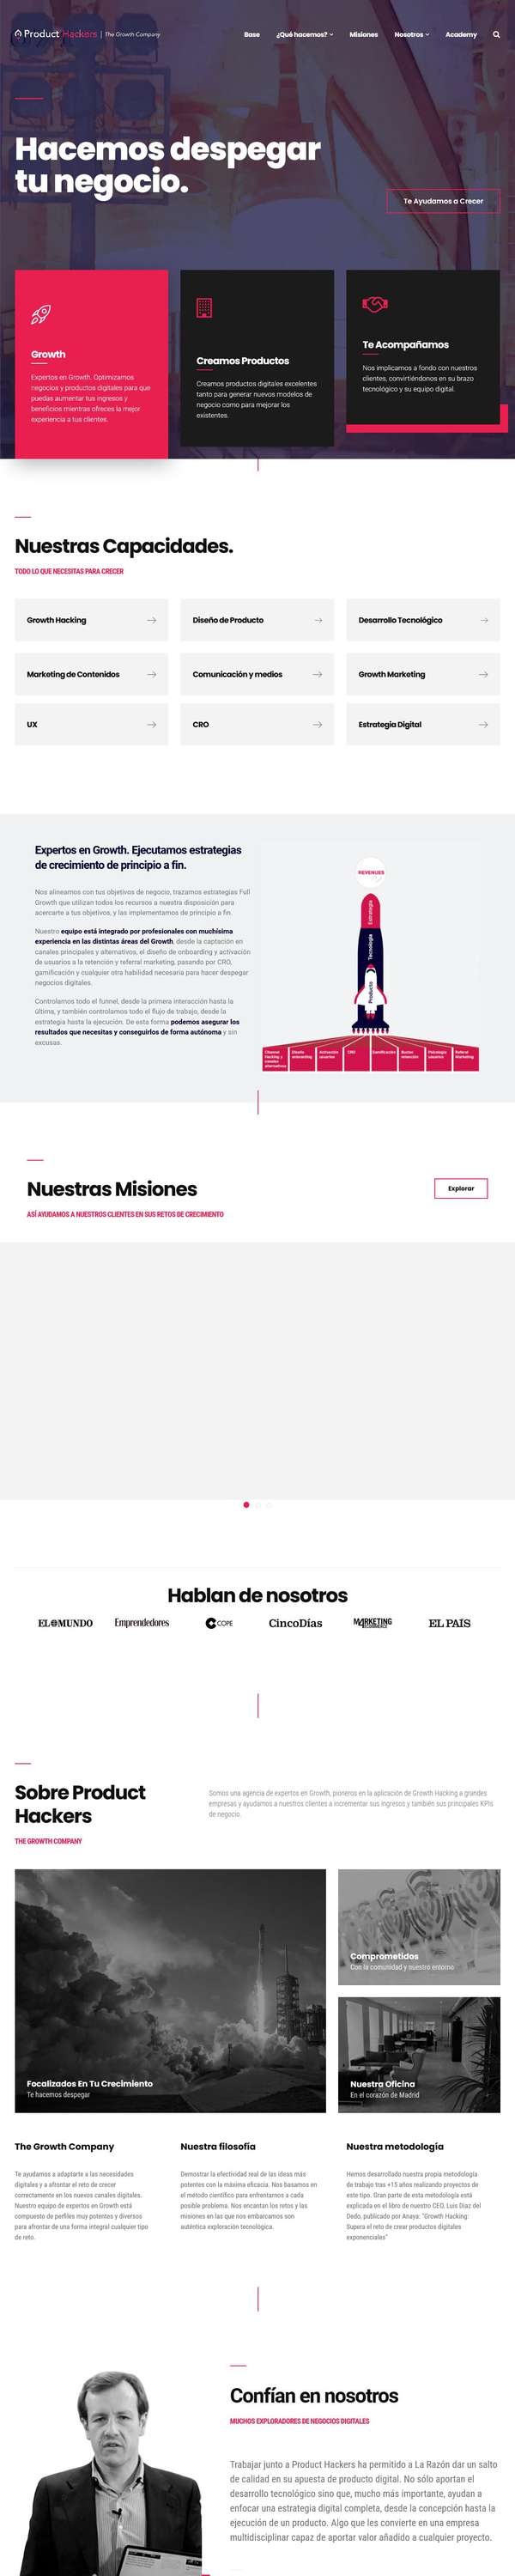 Product Hackers | The Growth Company
Base ¿Qué hacemos? Misiones Nosotros Academy
Hacemos despegar
tu negocio.
Te Ayudamos a Crecer
Growth
Expertos en Growth. Optimizamos
negocios y productos digitales para que
puedas aumentar tus ingresos y
beneficios mientras ofreces la mejor
experiencia a tus clientes.
Creamos Productos
Creamos productos digitales excelentes
tanto para generar nuevos modelos de
negocio como para mejorar los
existentes.
Te Acompañamos
Nos implicamos a fondo con nuestros
clientes, convirtiéndonos en su brazo
tecnológico y su equipo digital.
Nuestras Capacidades.
TODO LO QUE NECESITAS PARA CRECER
Growth Hacking
Diseño de Producto
Desarrollo Tecnológico
Marketing de Contenidos
Comunicación y medios
Growth Marketing
UX
CRO
Estrategia Digital
Expertos en Growth. Ejecutamos estrategias
de crecimiento de principio a fin.
Nos alineamos con tus objetivos de negocio, trazamos estrategias Full
Growth que utilizan todos los recursos a nuestra disposición para
acercarte a tus objetivos, y las implementamos de principio a fin.
Nuestro equipo está integrado por profesionales con muchísima
experiencia en las distintas áreas del Growth, desde la captación en
canales principales y alternativos, el diseño de onboarding y activación
de usuarios a la retención y referral marketing, pasando por CRO,
gamificación y cualquier otra habilidad necesaria para hacer despegar
negocios digitales.
Controlamos todo el funnel, desde la primera interacción hasta la
última, y también controlamos todo el flujo de trabajo, desde la
estrategia hasta la ejecución. De esta forma podemos asegurar los
resultados que necesitas y conseguirlos de forma autónoma y sin
excusas.
REVENUES
Estrategia
Tecnología
Producto
Channel
Hacking y
canales
alternativos
Diseño
onboarding
Activación
usuarios
CRO
Gamificación
Buclas
retención
Psicología
usuarios
Referral
Marketing
Nuestras Misiones
Explorar
ASÍ AYUDAMOS A NUESTROS CLIENTES EN SUS RETOS DE CRECIMIENTO
Hablan de nosotros
EL MUNDO
Emprendedores
COPE
CincoDías
M4RKETING
ECOMMERCE
EL PAÍS
Sobre Product
Hackers
THE GROWTH COMPANY
Somos una agencia de expertos en Growth, pioneros en la aplicación de Growth Hacking a grandes
empresas y ayudamos a nuestros clientes a incrementar sus ingresos y también sus principales KPIs
de negocio.
Comprometidos
Con la comunidad y nuestro entorno
Focalizados En Tu Crecimiento
Te hacemos despegar
Nuestra Oficina
En el corazón de Madrid
The Growth Company
Te ayudamos a adaptarte a las necesidades
digitales y a afrontar el reto de crecer
correctamente en los nuevos canales digitales.
Nuestro equipo de expertos en Growth está
compuesto de perfiles muy potentes y diversos
para afrontar de una forma integral cualquier tipo
de reto.
Nuestra filosofía
Demostrar la efectividad real de las ideas más
potentes con la máxima eficacia. Nos basamos en
el método científico para enfrentarnos a cada
posible problema. Nos encantan los retos y las
misiones en las que nos embarcamos son
auténtica exploración tecnológica.
Nuestra metodología
Hemos desarrollado nuestra propia metodología
de trabajo tras +15 años realizando proyectos de
este tipo. Gran parte de esta metodología está
explicada en el libro de nuestro CEO, Luis Díaz del
Dedo, publicado por Anaya: "Growth Hacking:
Supera el reto de crear productos digitales
exponenciales"
Confían en nosotros
MUCHOS EXPLORADORES DE NEGOCIOS DIGITALES
Trabajar junto a Product Hackers ha permitido a La Razón dar un salto
de calidad en su apuesta de producto digital. No sólo aportan el
desarrollo tecnológico sino que, mucho más importante, ayudan a
enfocar una estrategia digital completa, desde la concepción hasta la
ejecución de un producto. Algo que les convierte en una empresa
multidisciplinar capaz de aportar valor añadido a cualquier proyecto.